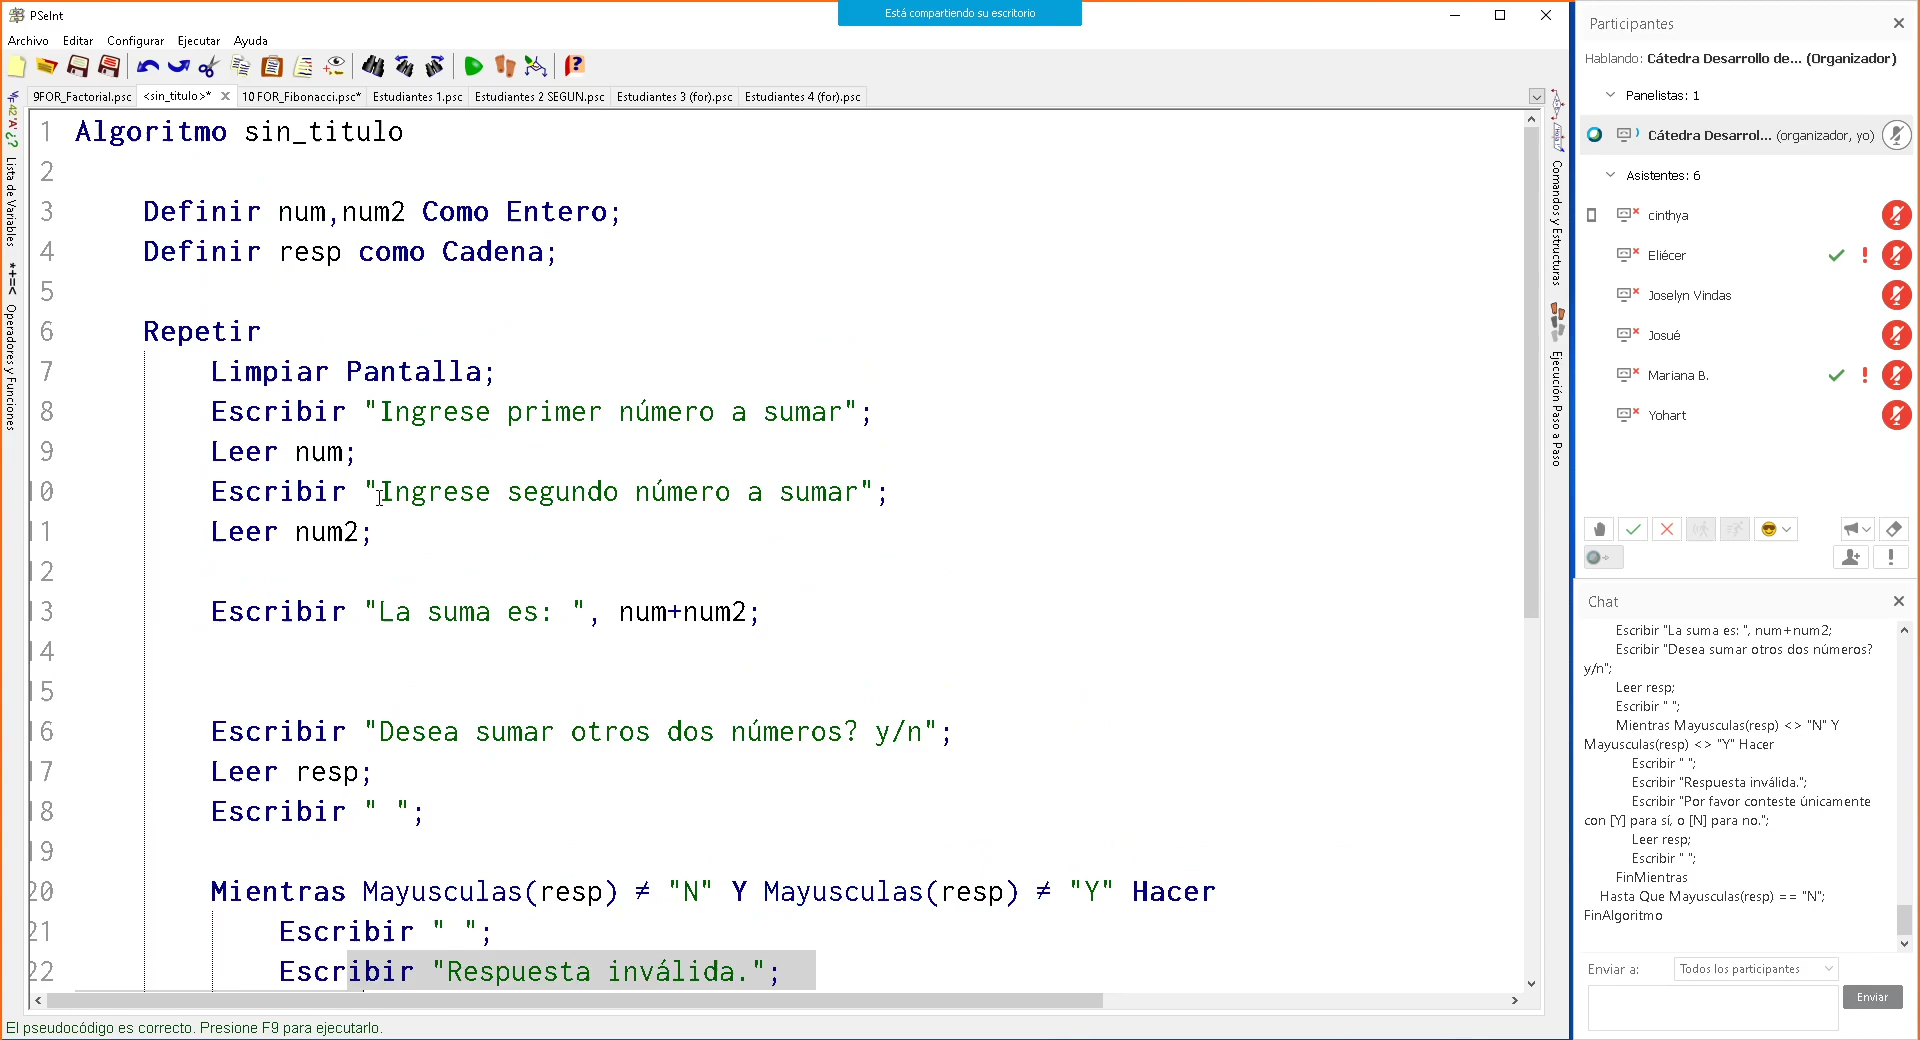 PSeInt
Está compartiendo su escritorio
Archivo Editar Configurar Ejecutar Ayuda
9FOR_Factorial.psc <sin_titulo>* 10 FOR_Fibonacci.psc* Estudiantes 1.psc Estudiantes 2 SEGUN.psc Estudiantes 3 (for).psc Estudiantes 4 (for).psc
Lista de Variables
Operadores y Funciones
1 Algoritmo sin_titulo
2
3 Definir num,num2 Como Entero;
4 Definir resp como Cadena;
5
6 Repetir
7 Limpiar Pantalla;
8 Escribir "Ingrese primer número a sumar";
9 Leer num;
10 Escribir "Ingrese segundo número a sumar";
11 Leer num2;
12
13 Escribir "La suma es: ", num+num2;
14
15
16 Escribir "Desea sumar otros dos números? y/n";
17 Leer resp;
18 Escribir " ";
19
20 Mientras Mayusculas(resp) ≠ "N" Y Mayusculas(resp) ≠ "Y" Hacer
21 Escribir " ";
22 Escribir "Respuesta inválida.";
El pseudocódigo es correcto. Presione F9 para ejecutarlo.
Comandos y Estructuras
Ejecución Paso a Paso
Participantes
Hablando: Cátedra Desarrollo de... (Organizador)
Panelistas: 1
Cátedra Desarrol... (organizador, yo)
Asistentes: 6
cinthya
Eliécer
Joselyn Vindas
Josué
Mariana B.
Yohart
Chat
Escribir "La suma es: ", num+num2;
Escribir "Desea sumar otros dos números?
y/n";
Leer resp;
Escribir " ";
Mientras Mayusculas(resp) <> "N" Y
Mayusculas(resp) <> "Y" Hacer
Escribir " ";
Escribir "Respuesta inválida.";
Escribir "Por favor conteste únicamente
con [Y] para sí, o [N] para no.";
Leer resp;
Escribir " ";
FinMientras
Hasta Que Mayusculas(resp) == "N";
FinAlgoritmo
Enviar a: Todos los participantes
Enviar